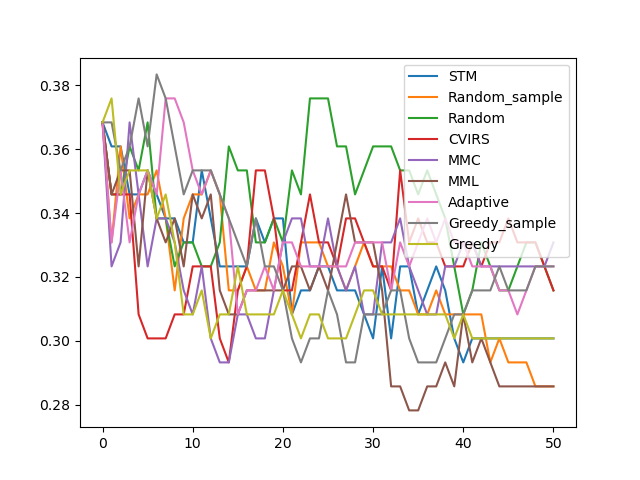 0.38
0.36
0.34
0.32
0.30
0.28
0
10
20
30
40
50
STM
Random_sample
Random
CVIRS
MMC
MML
Adaptive
Greedy_sample
Greedy